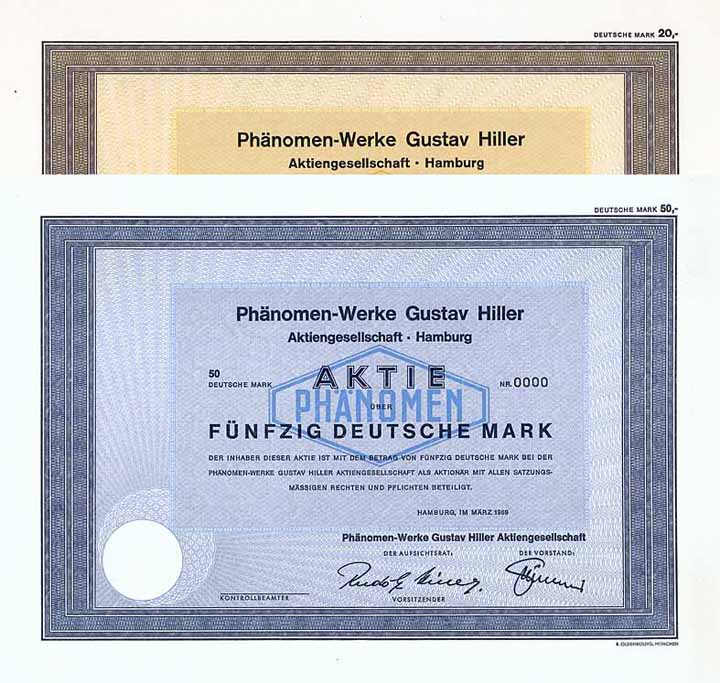 DEUTSCHE MARK 20,-
Phänomen-Werke Gustav Hiller
Aktiengesellschaft · Hamburg
DEUTSCHE MARK 50,-
Phänomen-Werke Gustav Hiller
Aktiengesellschaft · Hamburg
50
DEUTSCHE MARK
AKTIE
NR. 0000
ÜBER
PHÄNOMEN
FÜNFZIG DEUTSCHE MARK
DER INHABER DIESER AKTIE IST MIT DEM BETRAG VON FÜNFZIG DEUTSCHE MARK BEI DER
PHÄNOMEN-WERKE GUSTAV HILLER AKTIENGESELLSCHAFT ALS AKTIONÄR MIT ALLEN SATZUNGS-
MÄSSIGEN RECHTEN UND PFLICHTEN BETEILIGT.
HAMBURG, IM MÄRZ 1969
Phänomen-Werke Gustav Hiller Aktiengesellschaft
DER AUFSICHTSRAT:
DER VORSTAND:
KONTROLLBEAMTER
VORSITZENDER
R. OLDENBOURG, MÜNCHEN